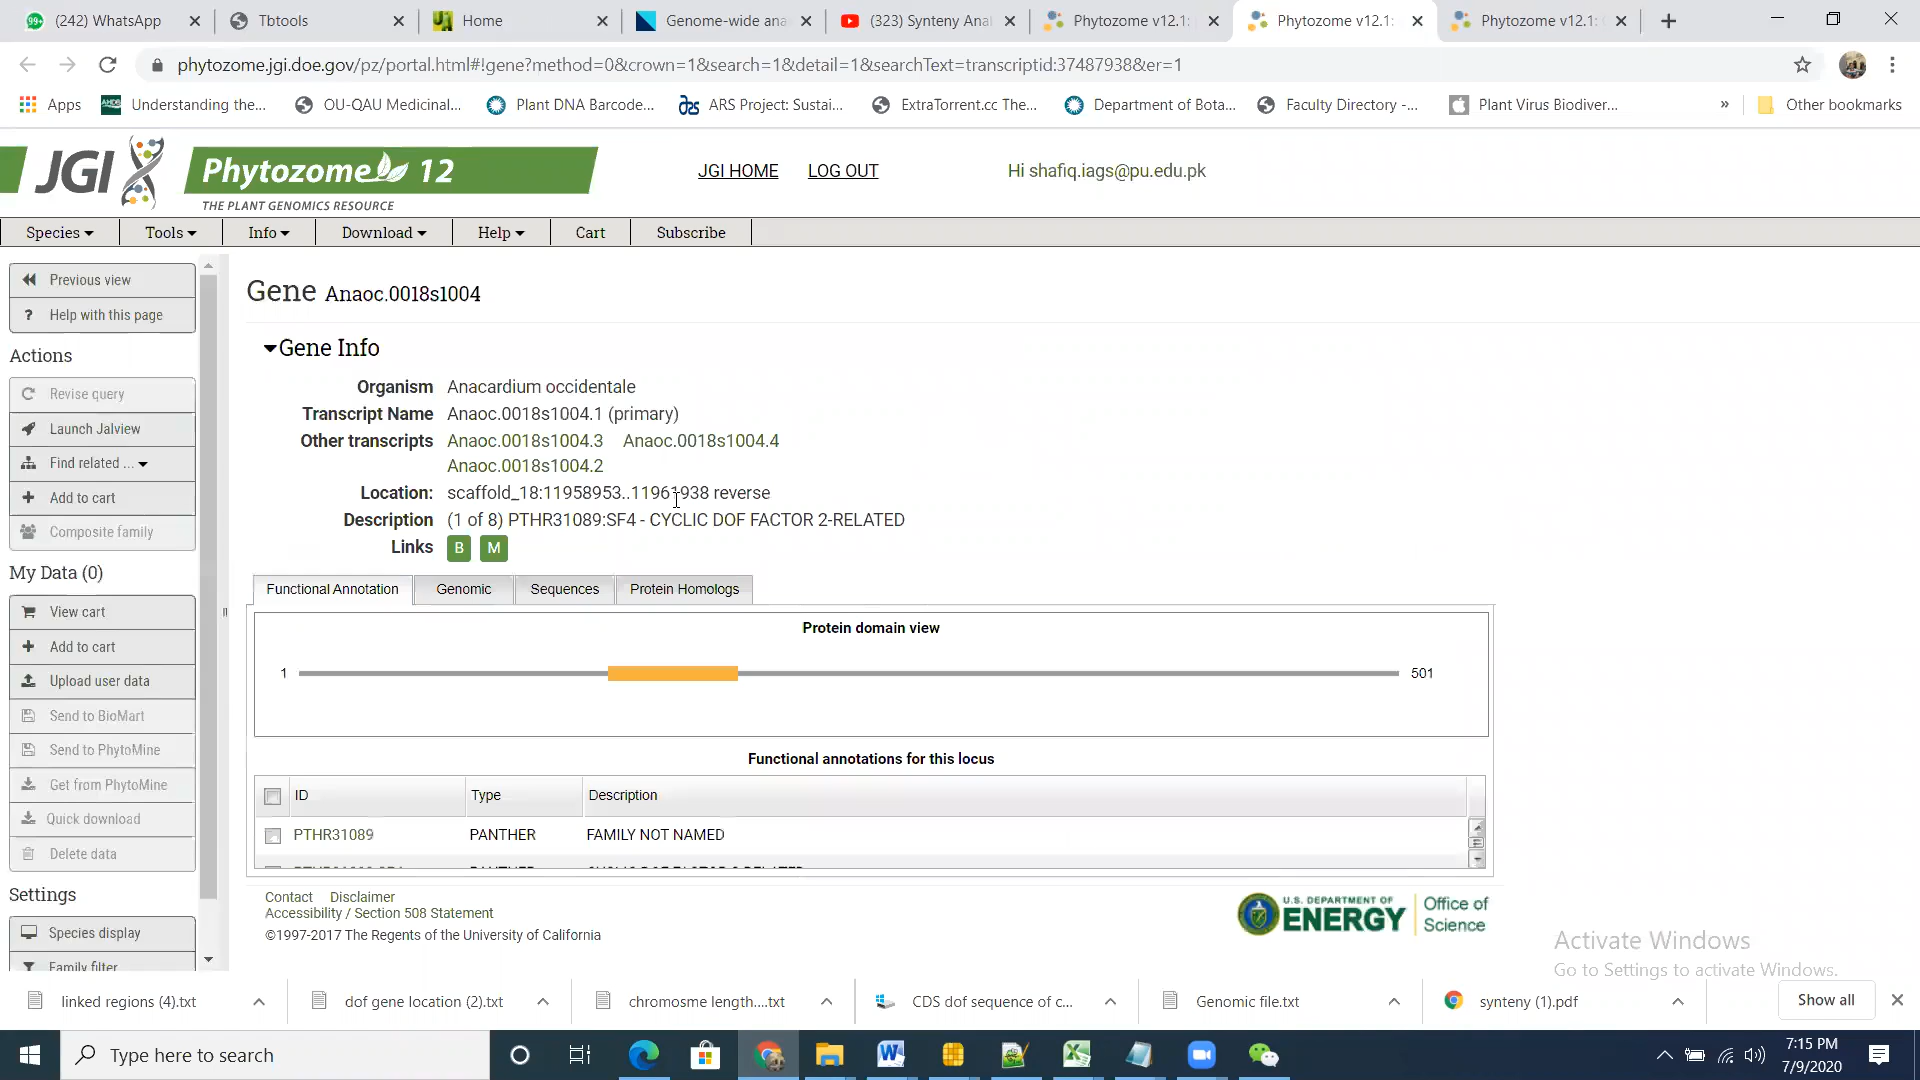 (242) WhatsApp
Tbtools
Home
Genome-wide ana
(323) Synteny Anal
Phytozome v12.1:
Phytozome v12.1:
Phytozome v12.1:
phytozome.jgi.doe.gov/pz/portal.html#!gene?method=0&crown=1&search=1&detail=1&searchText=transcriptid:37487938&er=1
Apps
AHDB
Understanding the...
OU-QAU Medicinal...
Plant DNA Barcode...
ARS Project: Sustai...
ExtraTorrent.cc The...
Department of Bota...
Faculty Directory -...
Plant Virus Biodiver...
»
Other bookmarks
JGI
Phytozome 12
THE PLANT GENOMICS RESOURCE
JGI HOME
LOG OUT
Hi shafiq.iags@pu.edu.pk
Species
Tools
Info
Download
Help
Cart
Subscribe
Previous view
? Help with this page
Actions
Revise query
Launch Jalview
Find related ...
Add to cart
Composite family
My Data (0)
View cart
Add to cart
Upload user data
Send to BioMart
Send to PhytoMine
Get from PhytoMine
Quick download
Delete data
Settings
Species display
Family filter
Gene Anaoc.0018s1004
Gene Info
Organism Anacardium occidentale
Transcript Name Anaoc.0018s1004.1 (primary)
Other transcripts Anaoc.0018s1004.3 Anaoc.0018s1004.4
Anaoc.0018s1004.2
Location: scaffold_18:11958953..11961938 reverse
Description (1 of 8) PTHR31089:SF4 - CYCLIC DOF FACTOR 2-RELATED
Links B M
Functional Annotation
Genomic
Sequences
Protein Homologs
Protein domain view
1
501
Functional annotations for this locus
ID Type Description
PTHR31089 PANTHER FAMILY NOT NAMED
Contact Disclaimer
Accessibility / Section 508 Statement
©1997-2017 The Regents of the University of California
U.S. DEPARTMENT OF
ENERGY
Office of
Science
Activate Windows
Go to Settings to activate Windows.
linked regions (4).txt
dof gene location (2).txt
chromosme length....txt
CDS dof sequence of c...
Genomic file.txt
synteny (1).pdf
Show all
Type here to search
7:15 PM
7/9/2020